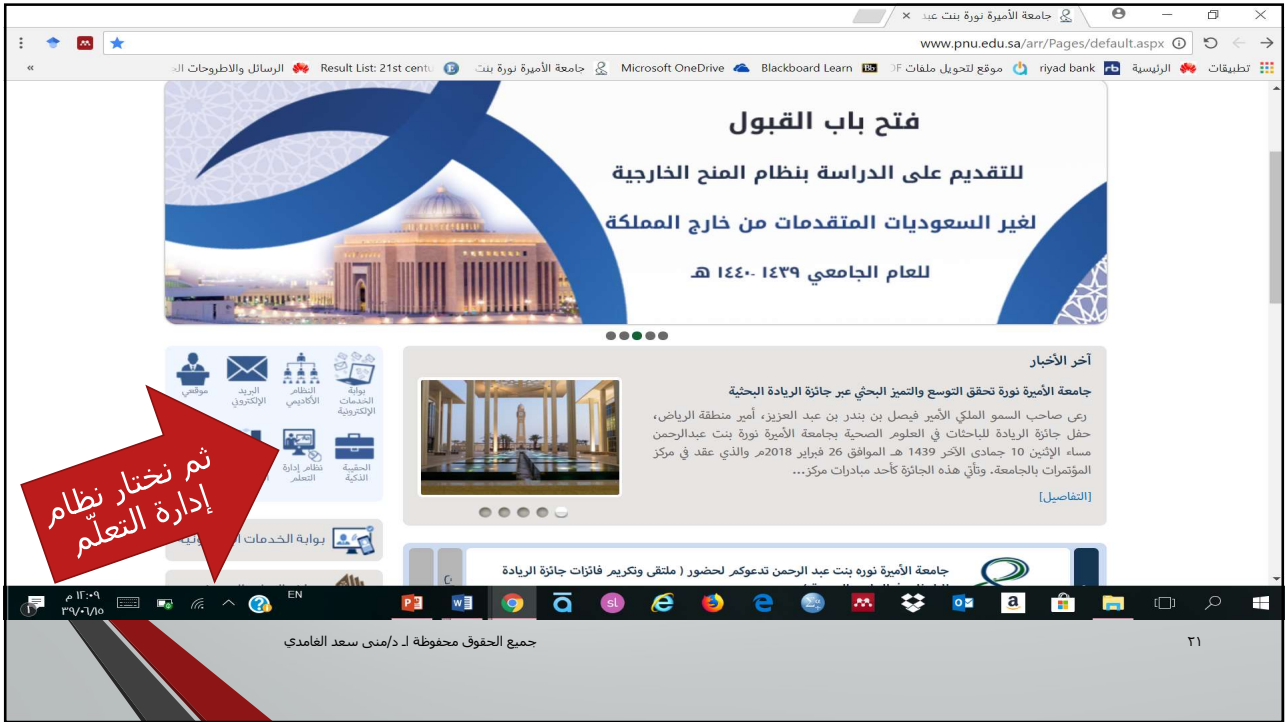 جامعة الأميرة نورة بنت عبد
www.pnu.edu.sa/arr/Pages/default.aspx
تطبيقات
الرئيسية
riyad bank
موقع لتحويل ملفات
Blackboard Learn
Microsoft OneDrive
جامعة الأميرة نورة بنت
Result List: 21st cent
الرسائل والاطروحات الج
فتح باب القبول
للتقديم على الدراسة بنظام المنح الخارجية
لغير السعوديات المتقدمات من خارج المملكة
للعام الجامعي ١٤٣٩ -١٤٤٠ هـ
آخر الأخبار
جامعة الأميرة نورة تحقق التوسع والتميز البحثي عبر جائزة الريادة البحثية
رعى صاحب السمو الملكي الأمير فيصل بن بندر بن عبد العزيز، أمير منطقة الرياض،
حفل جائزة الريادة للباحثات في العلوم الصحية بجامعة الأميرة نورة بنت عبدالرحمن
مساء الإثنين 10 جمادى الآخر 1439 هـ الموافق 26 فبراير 2018م والذي عقد في مركز
المؤتمرات بالجامعة. وتأتي هذه الجائزة كأحد مبادرات مركز...
[التفاصيل]
بوابة الخدمات الإلكترونية
النظام الأكاديمي
البريد الإلكتروني
موقعي
الحقيبة الذكية
نظام إدارة التعلم
ثم نختار نظام
إدارة التعلّم
بوابة الخدمات
جامعة الأميرة نوره بنت عبد الرحمن تدعوكم لحضور ( ملتقى وتكريم فائزات جائزة الريادة
EN
١٢:٠٩ م
٣٩/٠٦/١٥
جميع الحقوق محفوظة لـ د/منى سعد الغامدي
٢١